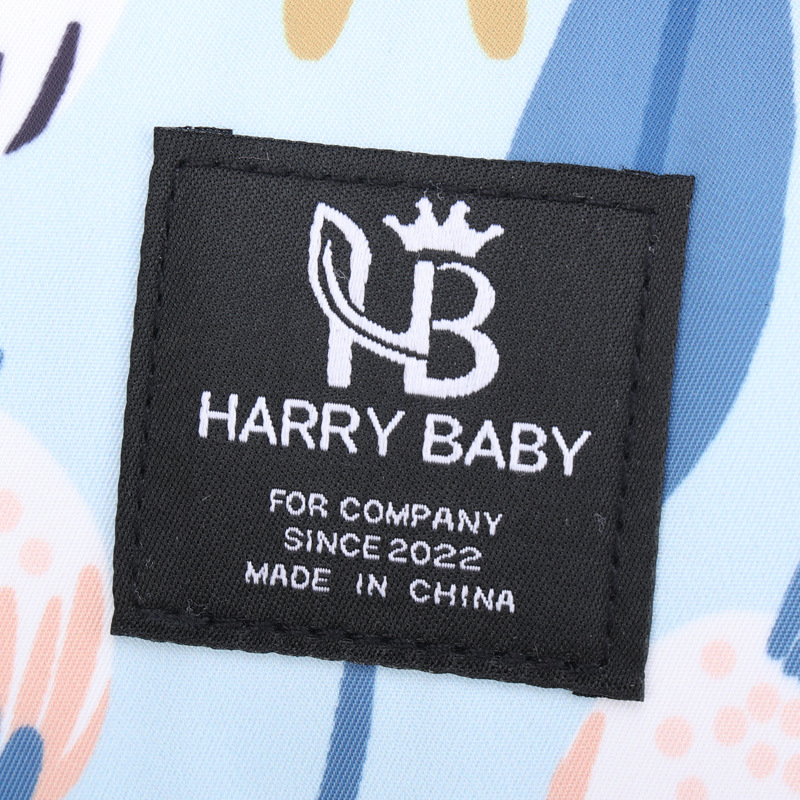 HB
HARRY BABY
FOR COMPANY
SINCE 2022
MADE IN CHINA